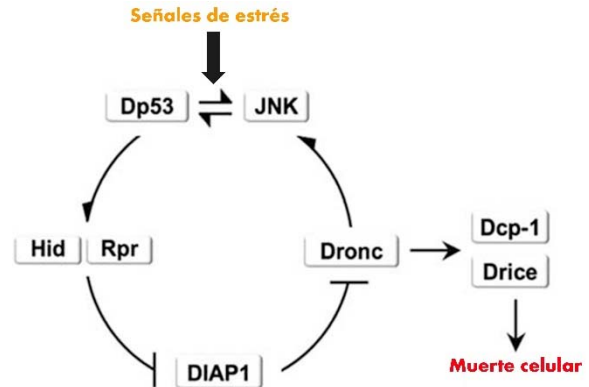 Señales de estrés
Dp53 JNK
Hid Rpr
Dronc
Dcp-1
Drice
DIAP1
Muerte celular